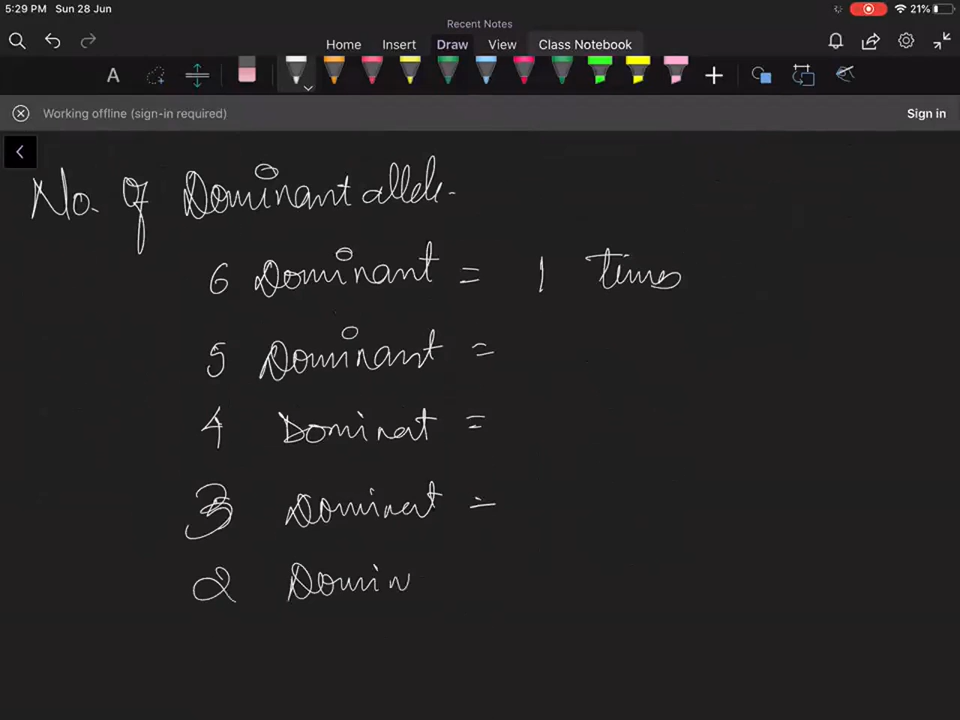 5:29 PM Sun 28 Jun 21%
Recent Notes
Home Insert Draw View Class Notebook
A
Working offline (sign-in required) Sign in
No. of Dominant allele.
6 Dominant = 1 times
5 Dominant =
4 Dominat =
3 Dominat =
2 Domin